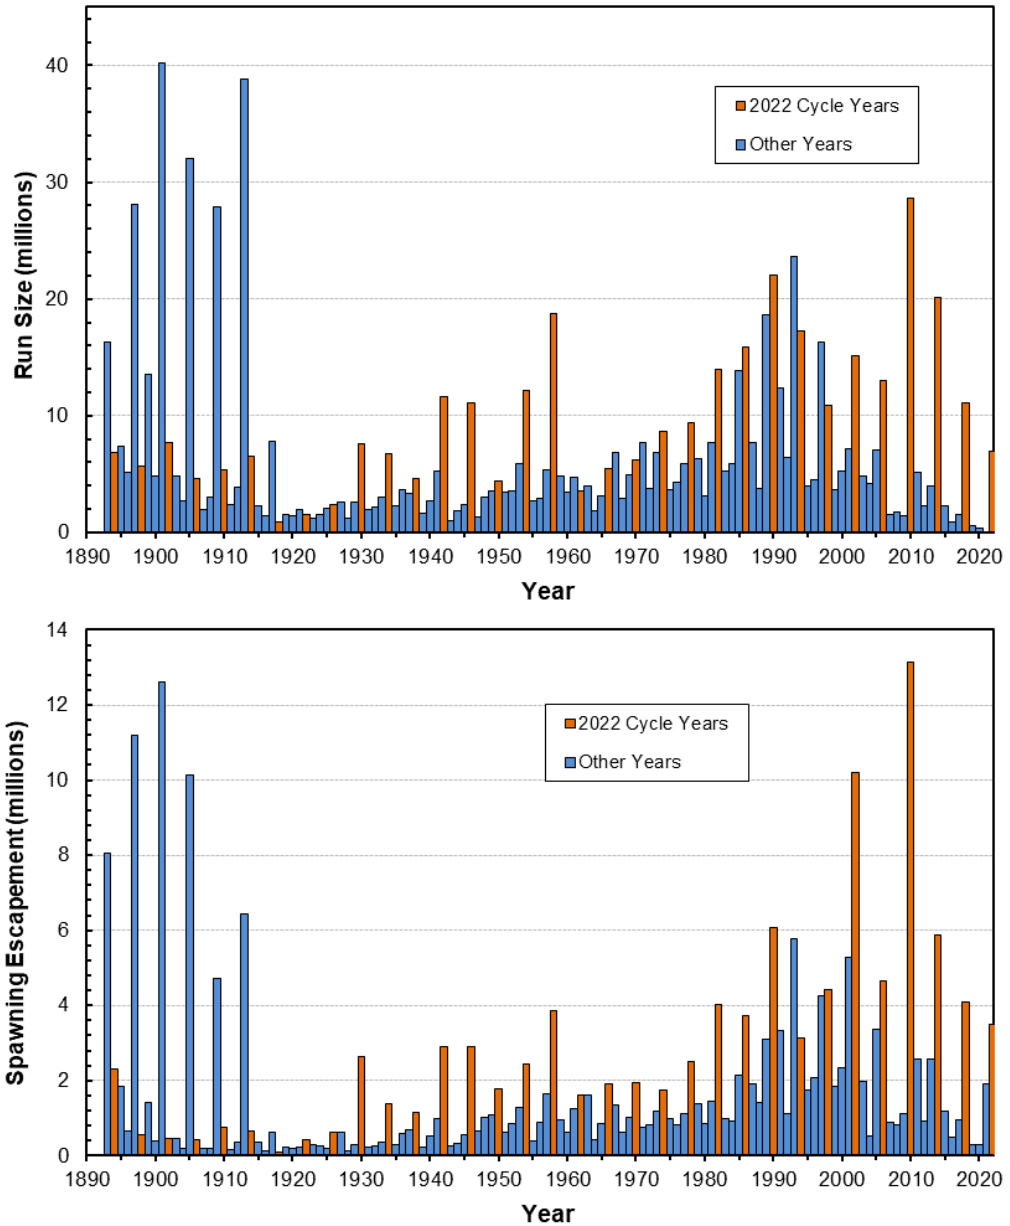 40
30
20
10
0
Run Size (millions)
2022 Cycle Years
Other Years
1890 1900 1910 1920 1930 1940 1950 1960 1970 1980 1990 2000 2010 2020
Year
14
12
10
8
6
4
2
0
Spawning Escapement (millions)
2022 Cycle Years
Other Years
1890 1900 1910 1920 1930 1940 1950 1960 1970 1980 1990 2000 2010 2020
Year